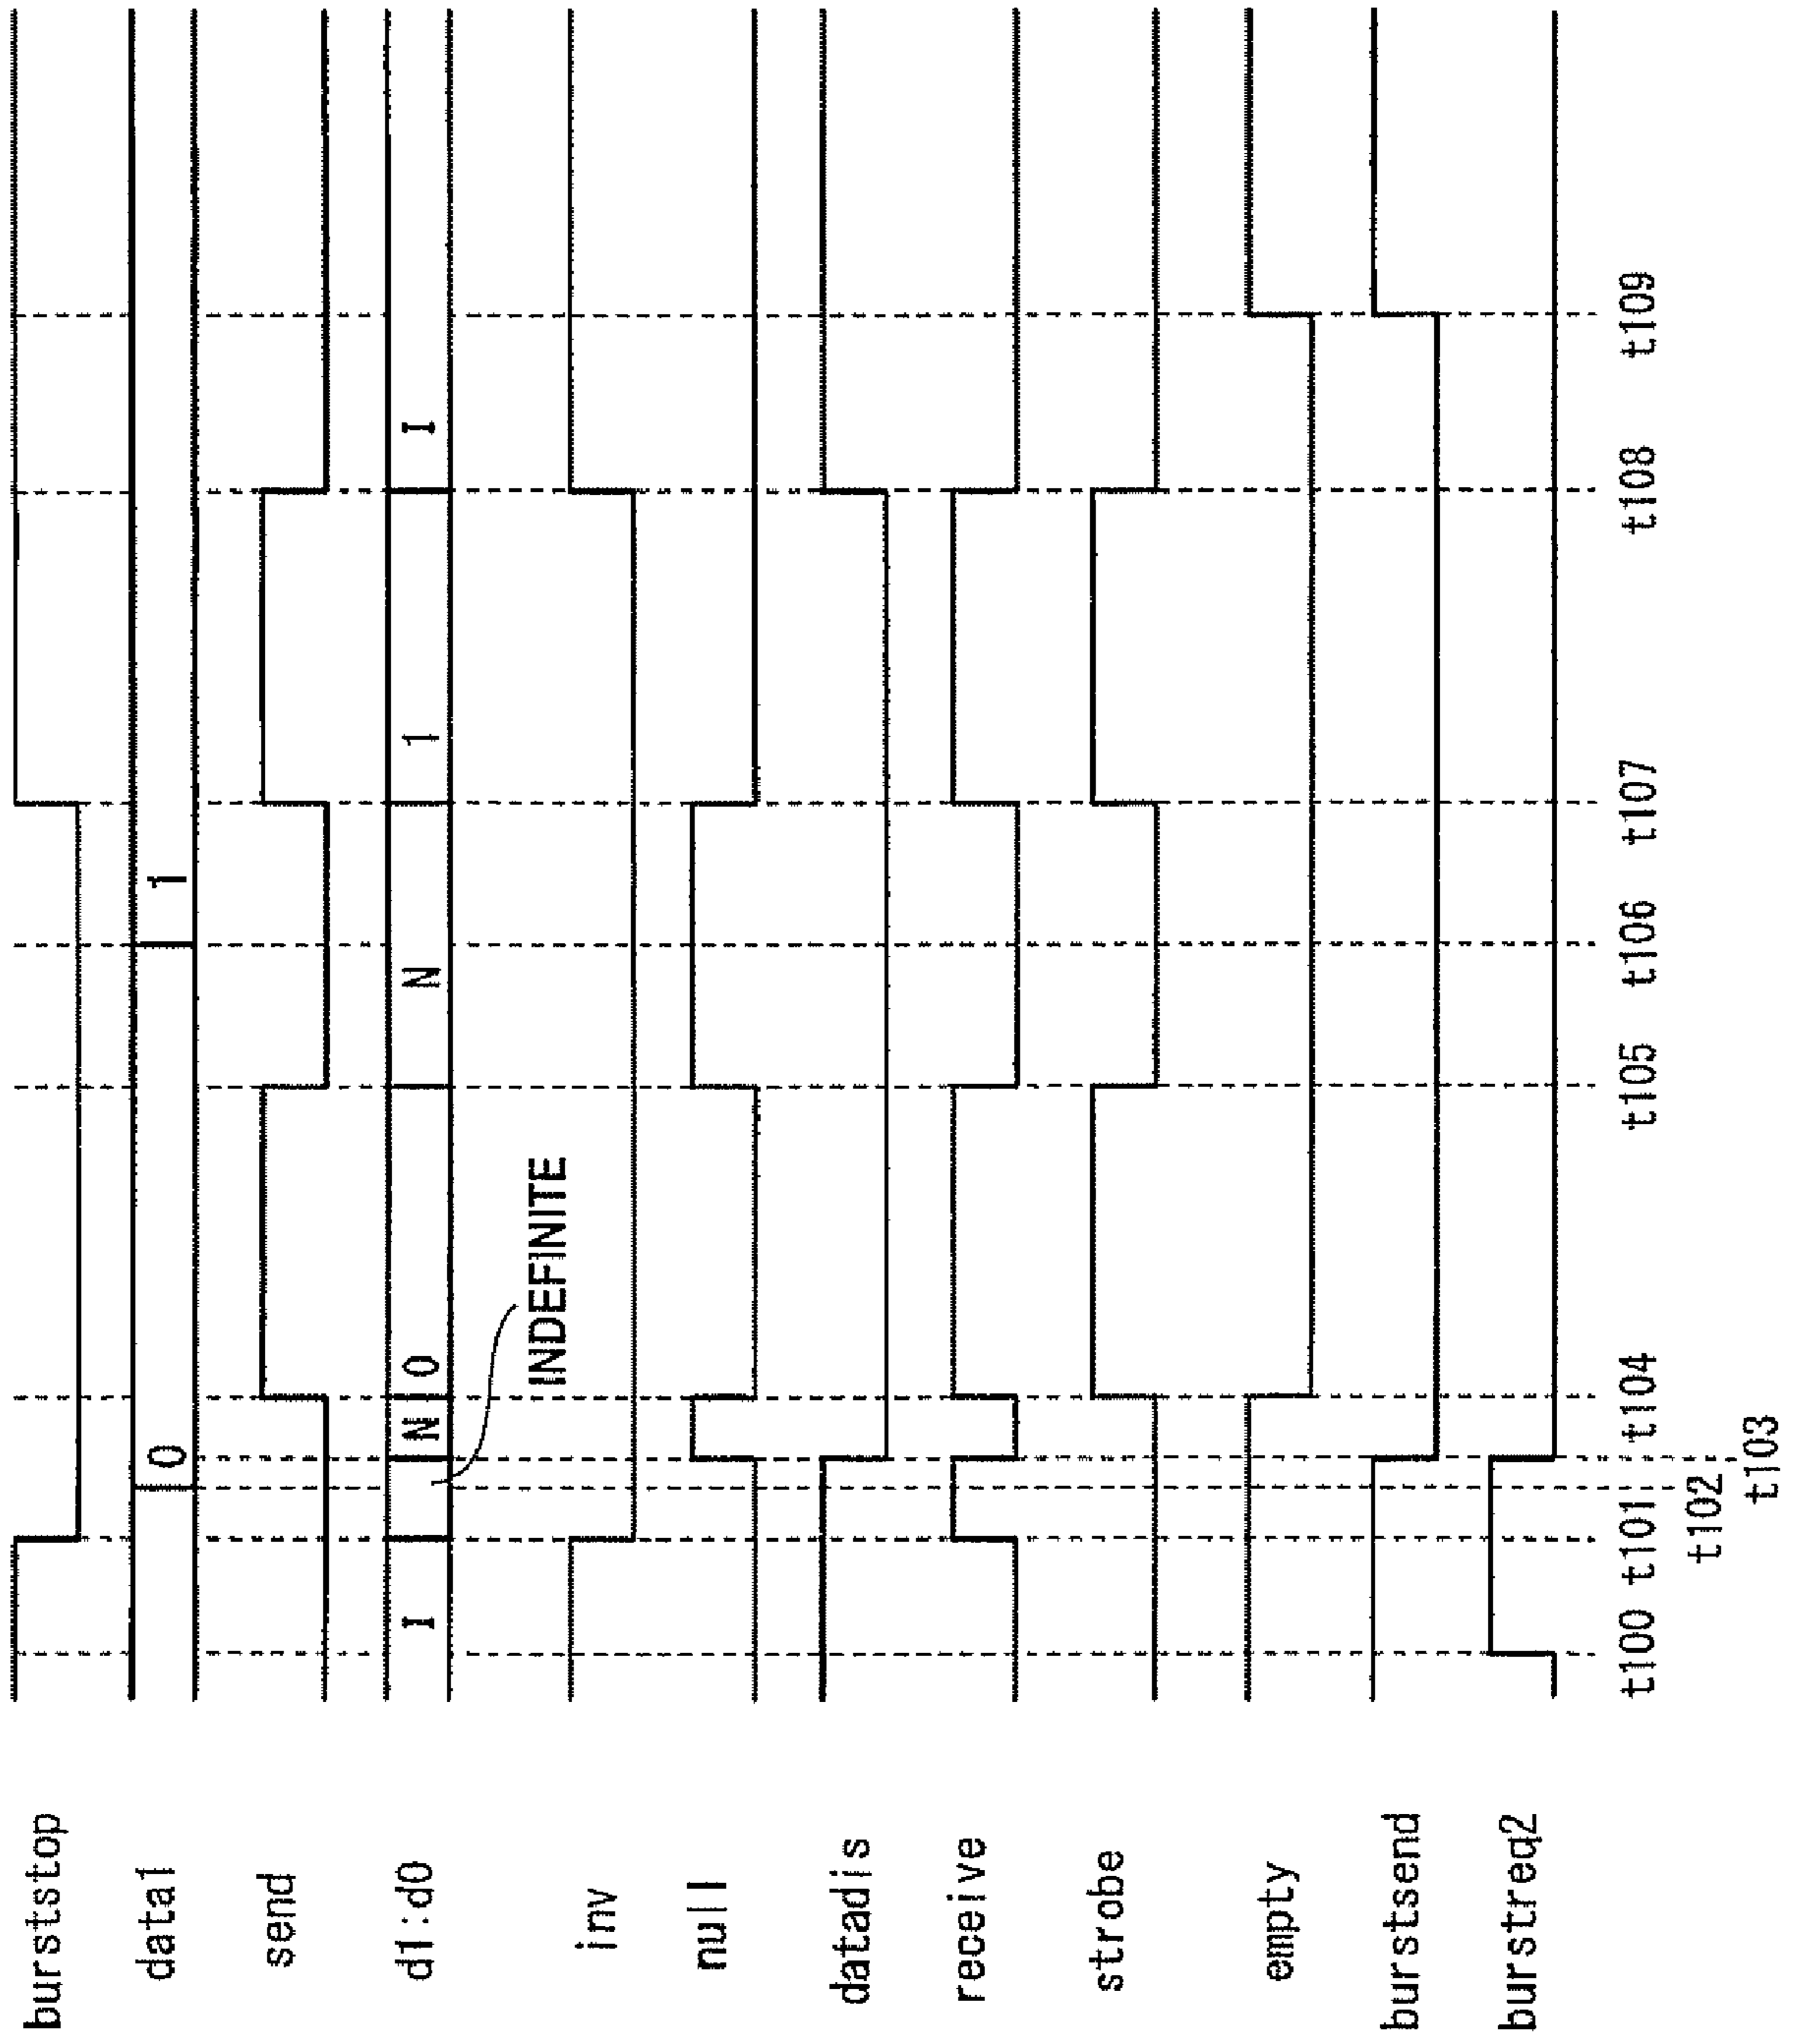 burststop
data1
0
1
send
d1:d0
I
N
0
N
1
I
INDEFINITE
inv
null
datadis
receive
strobe
empty
burstsend
burstreq2
t100 t101 t104 t105 t106 t107 t108 t109
t102
t103